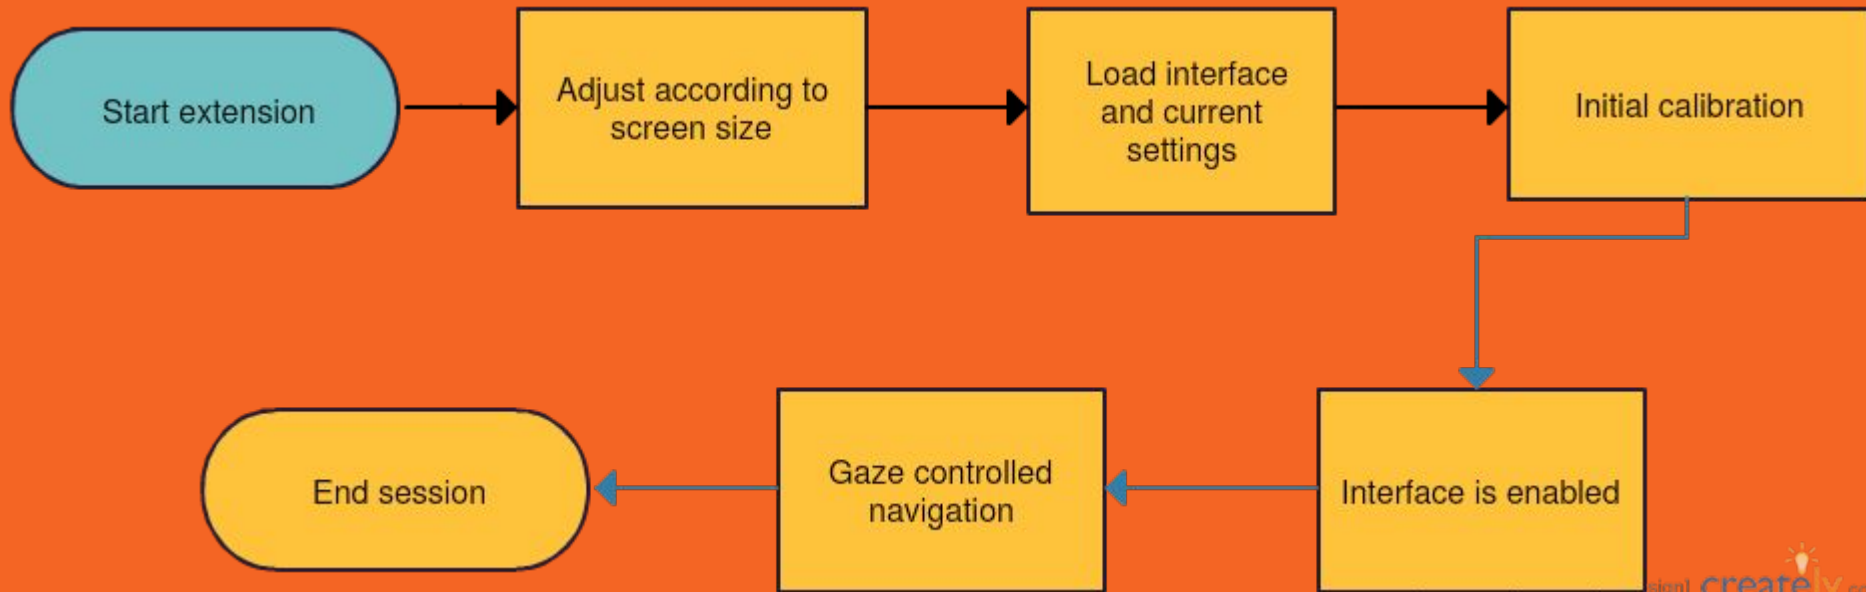 Start extension
Adjust according to
screen size
Load interface
and current
settings
Initial calibration
Interface is enabled
Gaze controlled
navigation
End session
creately